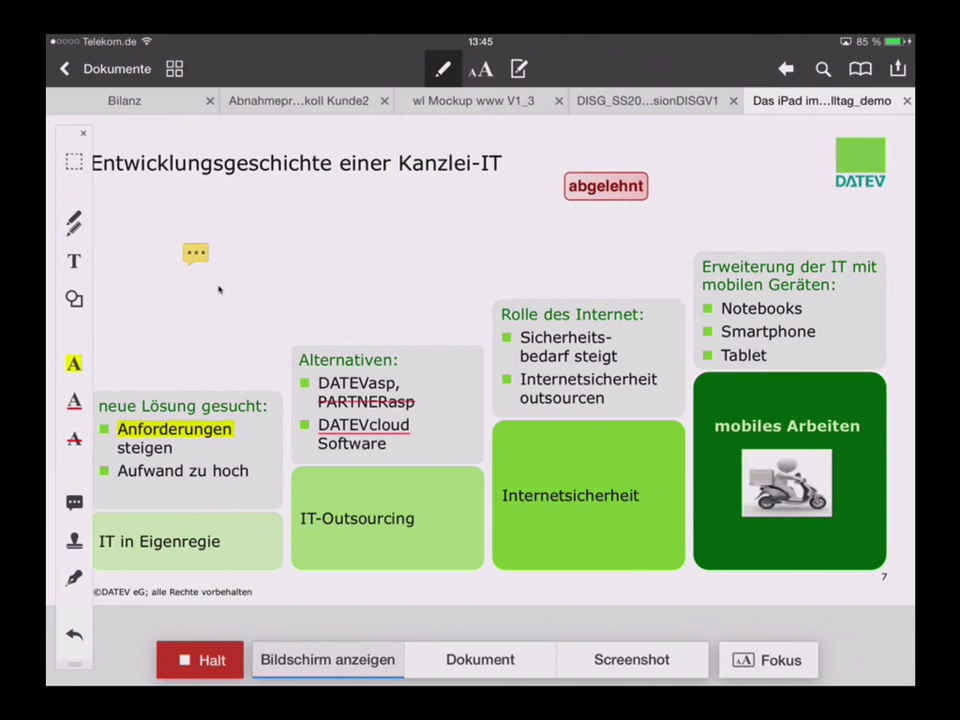 Telekom.de
13:45
85 %
Dokumente
AA
Bilanz
Abnahmepr...koll Kunde2
wl Mockup www V1_3
DISG_SS20...sionDISGV1
Das iPad im...lltag_demo
Entwicklungsgeschichte einer Kanzlei-IT
abgelehnt
DATEV
T
A
A
A
neue Lösung gesucht:
Anforderungen
steigen
Aufwand zu hoch
IT in Eigenregie
Alternativen:
DATEVasp,
PARTNERasp
DATEVcloud
Software
IT-Outsourcing
Rolle des Internet:
Sicherheits-
bedarf steigt
Internetsicherheit
outsourcen
Internetsicherheit
Erweiterung der IT mit
mobilen Geräten:
Notebooks
Smartphone
Tablet
mobiles Arbeiten
7
©DATEV eG; alle Rechte vorbehalten
Halt
Bildschirm anzeigen
Dokument
Screenshot
AA Fokus